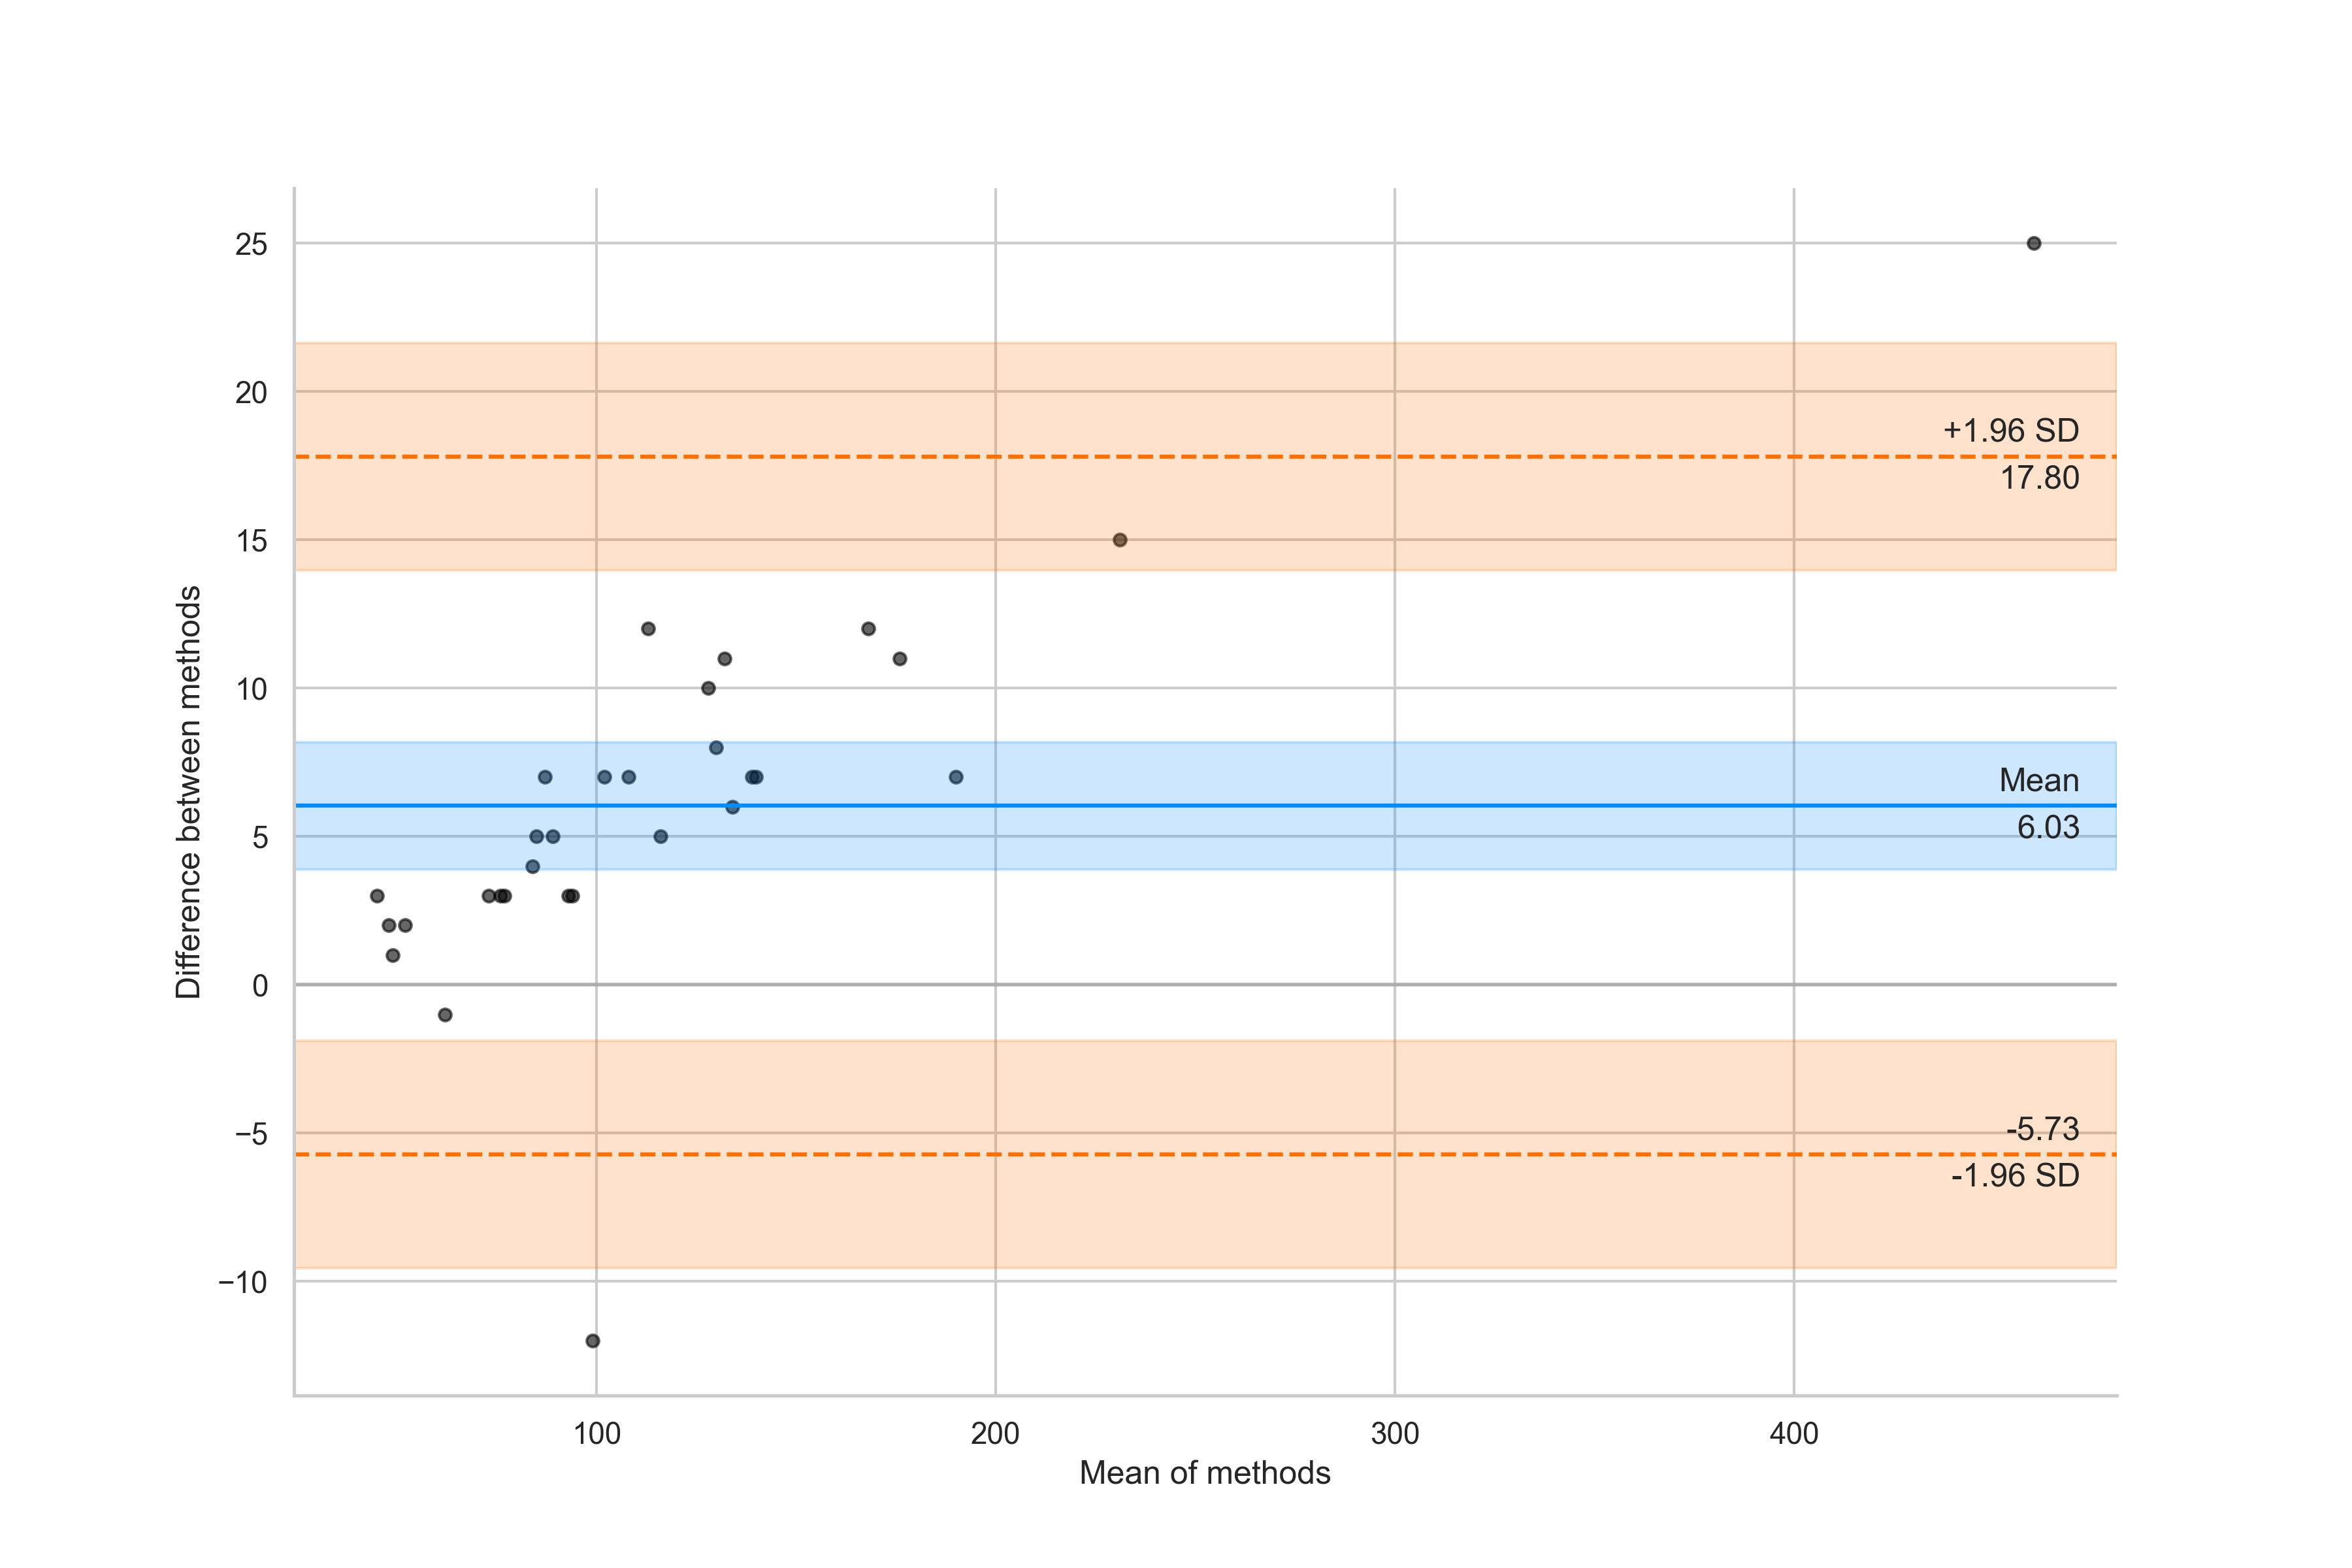 25
20
+1.96 SD
17.80
15
10
Mean
6.03
5
0
-5.73
−5
-1.96 SD
−10
Difference between methods
100 200 300 400
Mean of methods